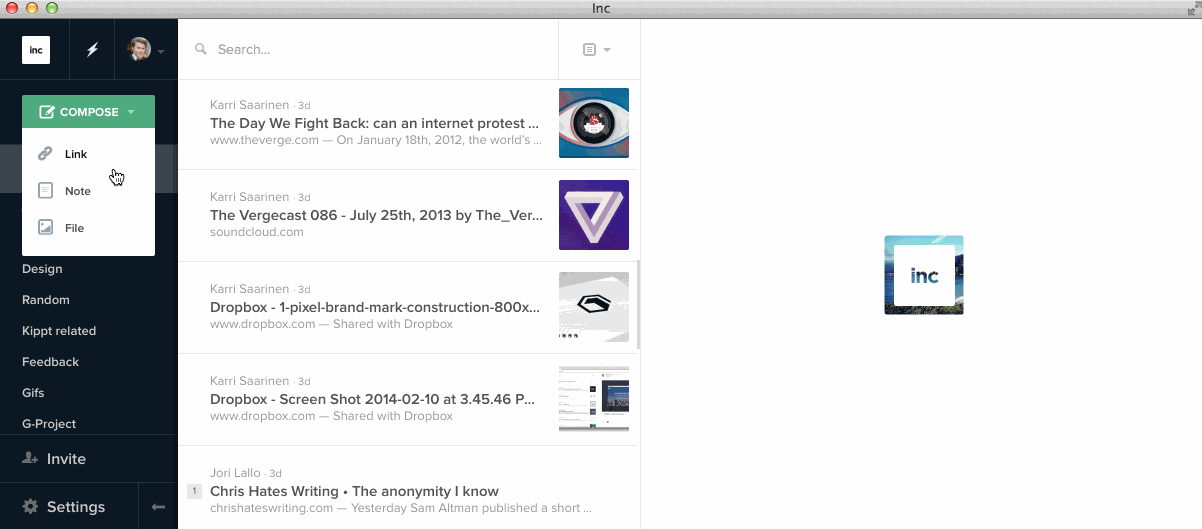 Inc
inc
Search...
COMPOSE
Link
Note
File
Design
Random
Kippt related
Feedback
Gifs
G-Project
Invite
Settings
Karri Saarinen · 3d
The Day We Fight Back: can an internet protest ...
www.theverge.com — On January 18th, 2012, the world's ...
Karri Saarinen · 3d
The Vergecast 086 - July 25th, 2013 by The_Ver...
soundcloud.com
Karri Saarinen · 3d
Dropbox - 1-pixel-brand-mark-construction-800x...
www.dropbox.com — Shared with Dropbox
Karri Saarinen · 3d
Dropbox - Screen Shot 2014-02-10 at 3.45.46 P...
www.dropbox.com — Shared with Dropbox
Jori Lallo · 3d
1
Chris Hates Writing • The anonymity I know
chrishateswriting.com — Yesterday Sam Altman published a short ...
inc